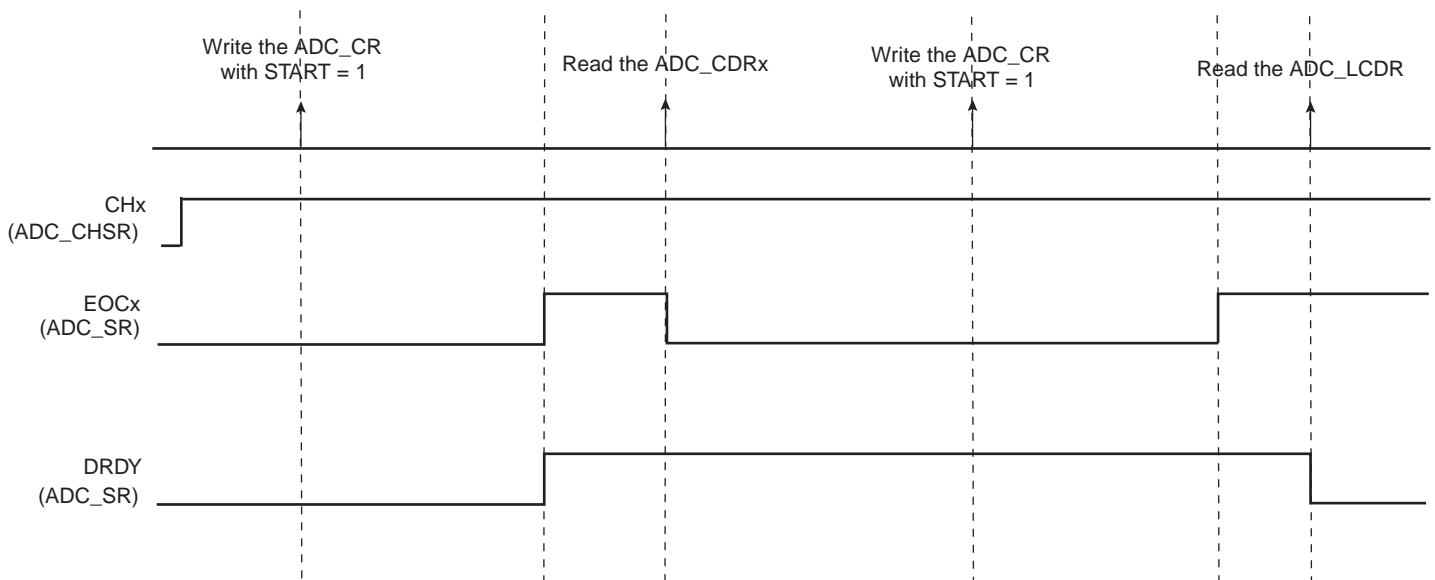 Write the ADC_CR
with START = 1
Read the ADC_CDRx
Write the ADC_CR
with START = 1
Read the ADC_LCDR
CHx
(ADC_CHSR)
EOCx
(ADC_SR)
DRDY
(ADC_SR)